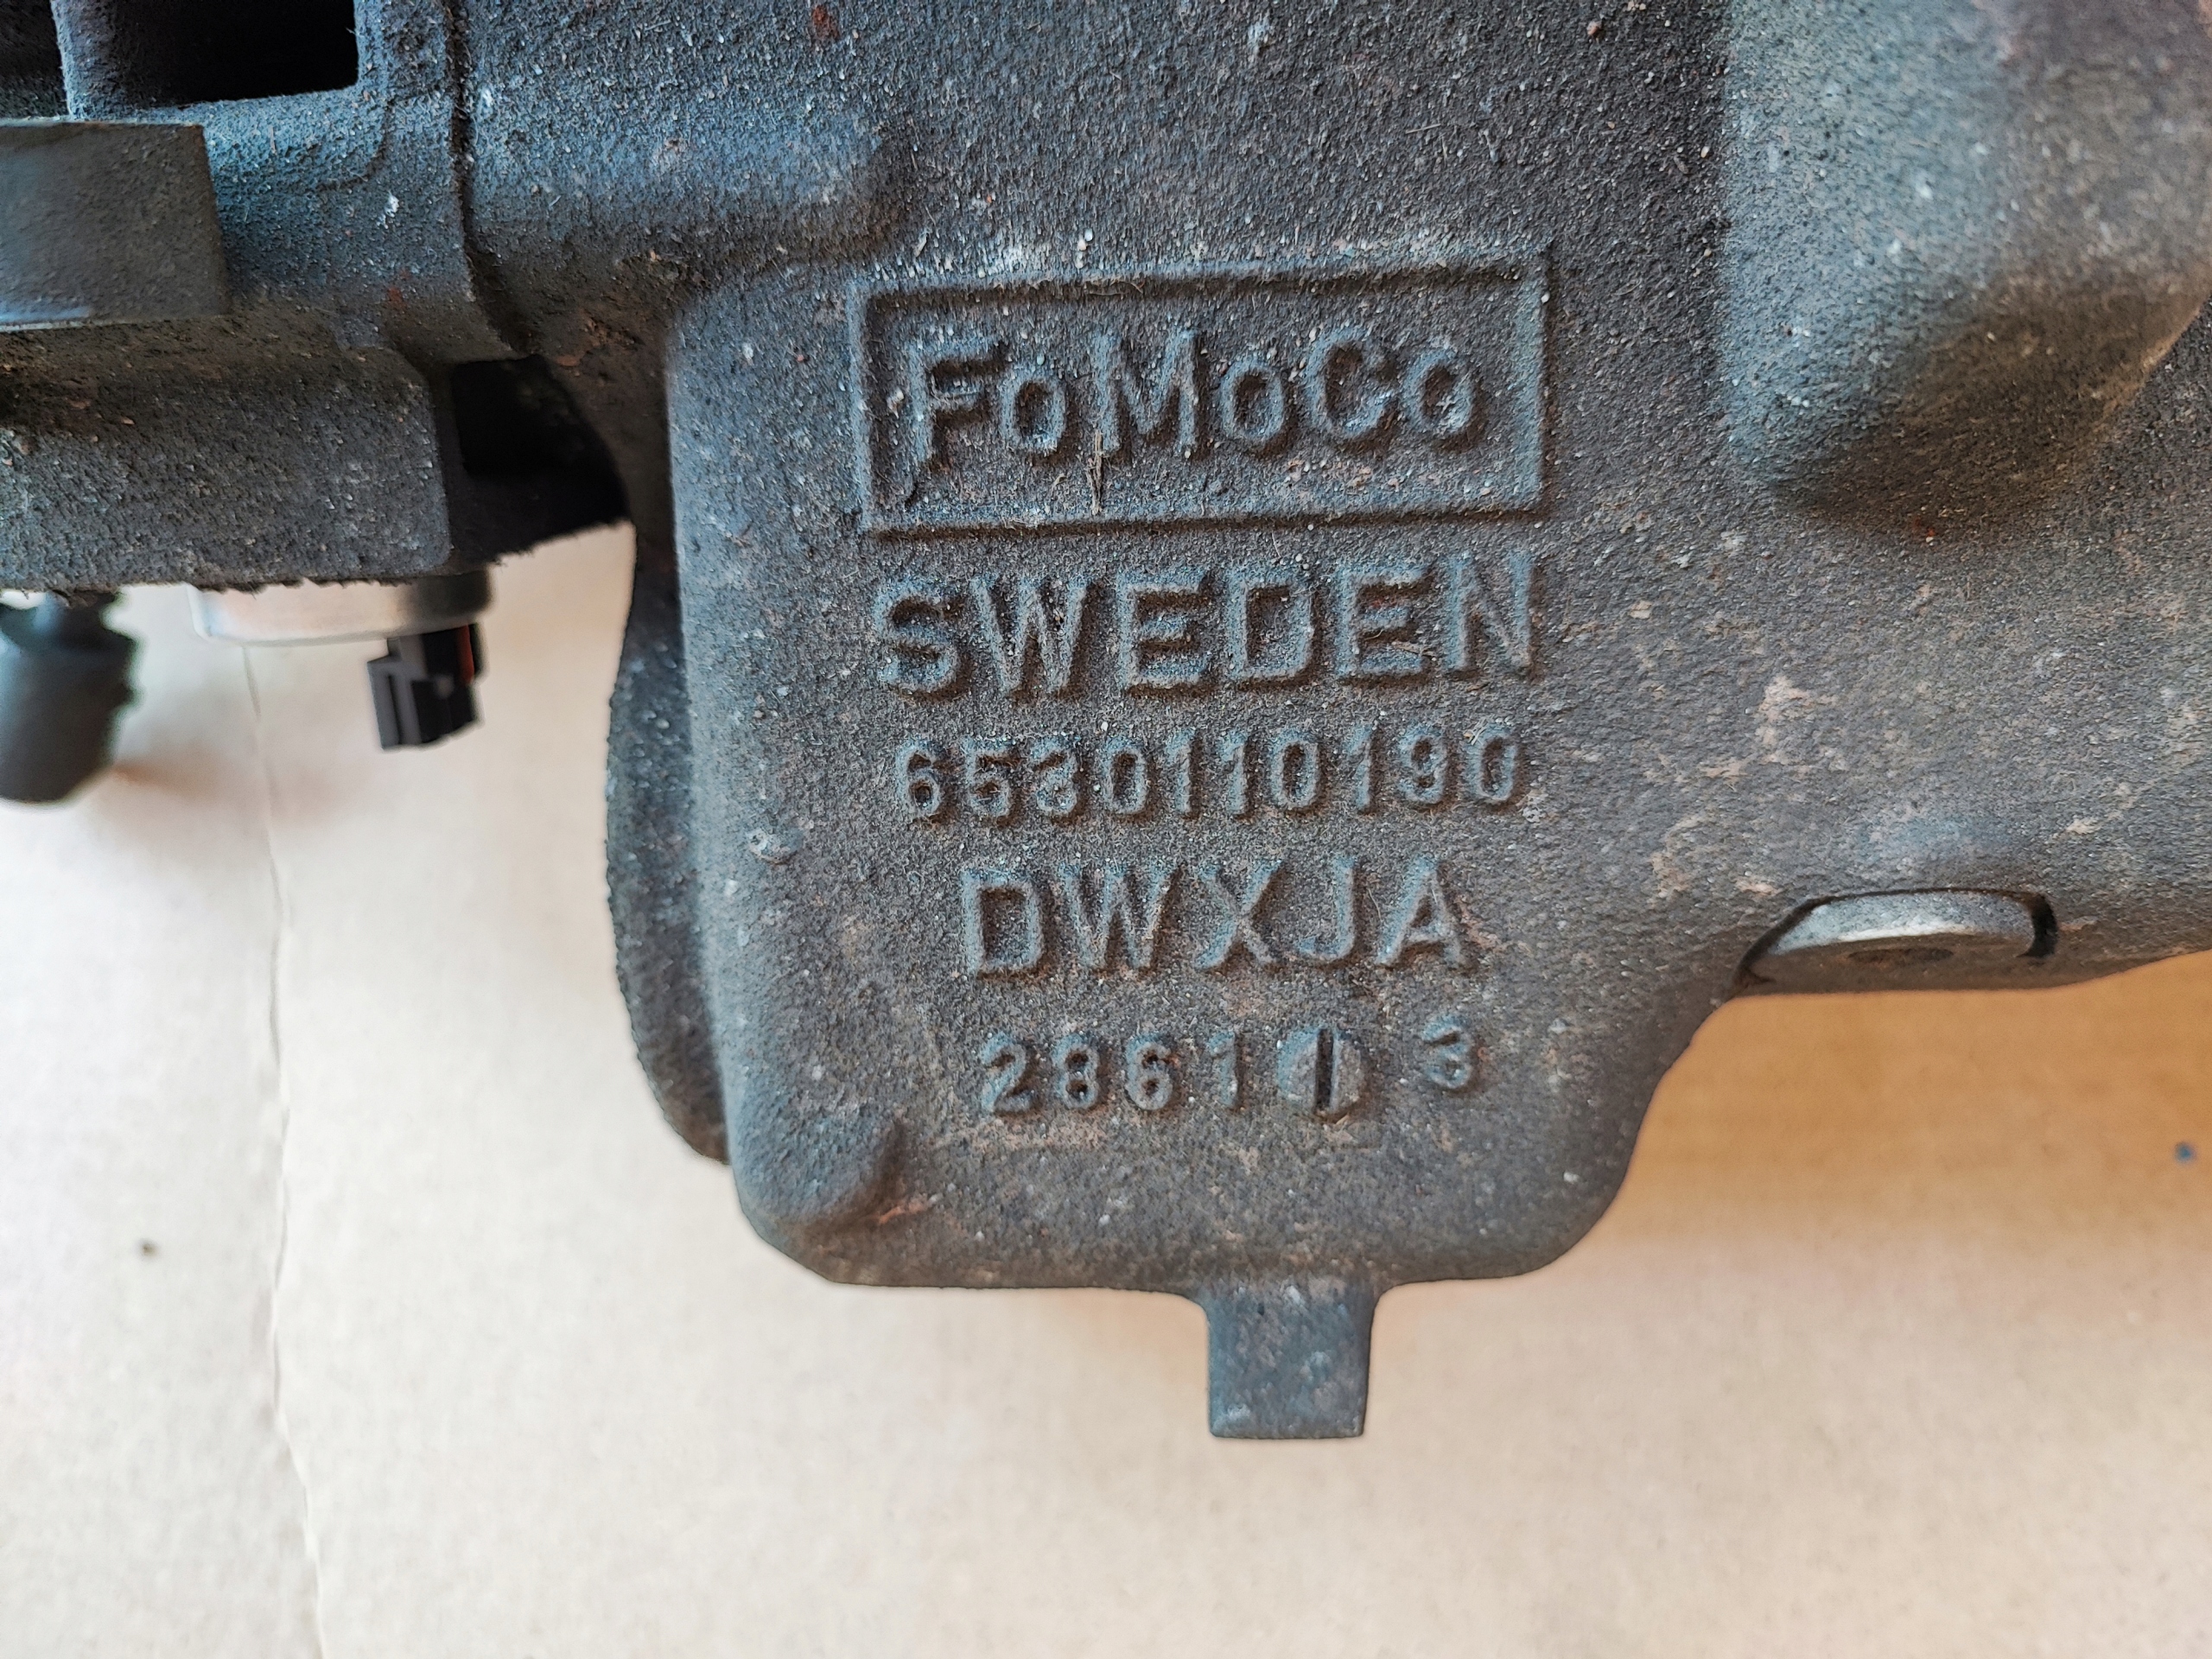 FoMoCo
SWEDEN
6530110190
DWXJA
2861 3